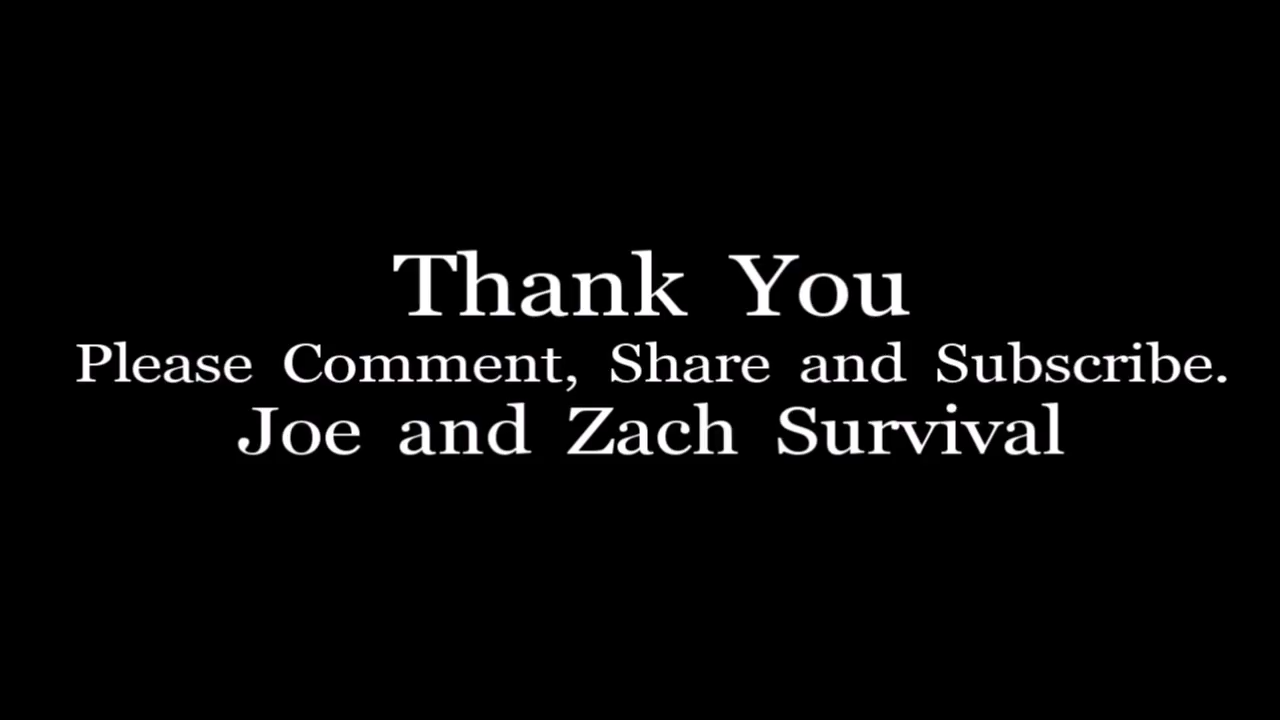 Thank You
Please Comment, Share and Subscribe.
Joe and Zach Survival